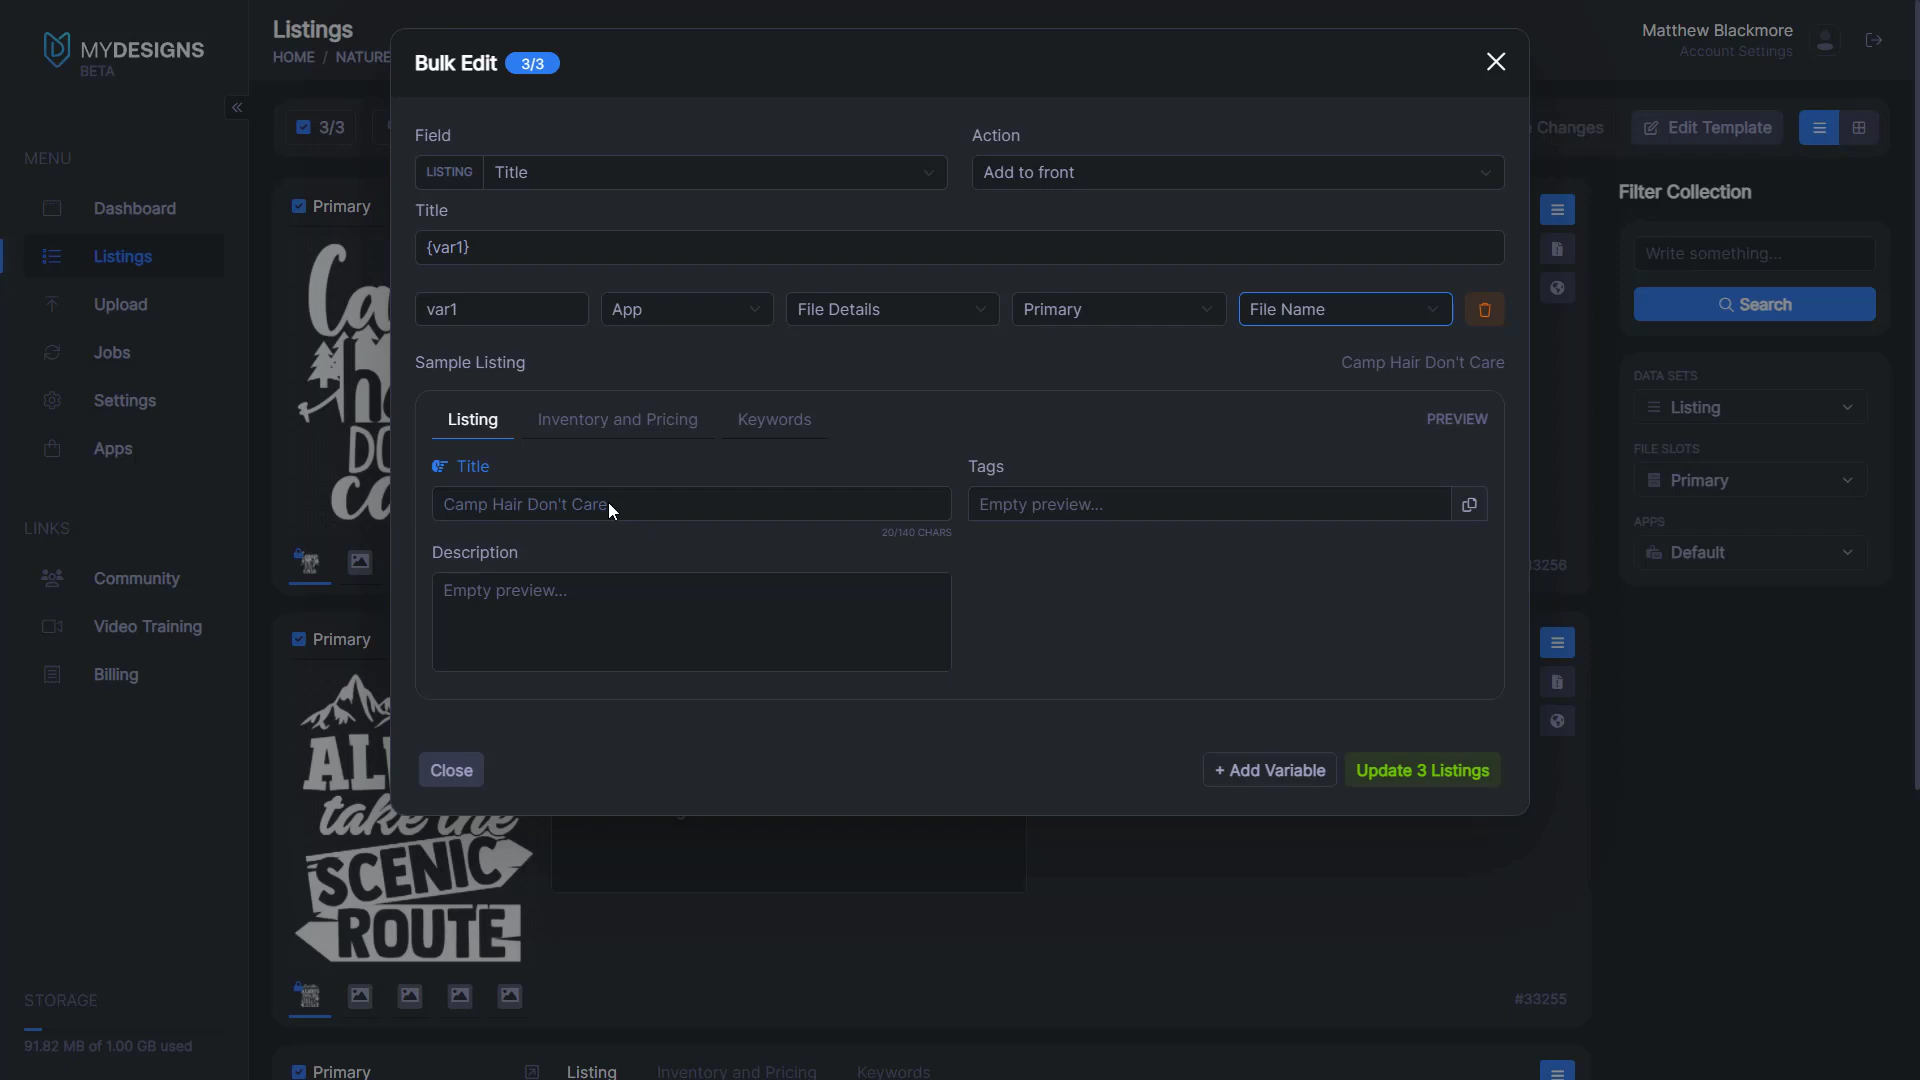 MYDESIGNS
BETA
MENU
Dashboard
Listings
Upload
Jobs
Settings
Apps
LINKS
Community
Video Training
Billing
STORAGE
91.82 MB of 1.00 GB used
Listings
HOME / NATURE
Matthew Blackmore
Account Settings
3/3
Changes
Edit Template
Bulk Edit 3/3
Field
Action
LISTING Title
Add to front
Title
{var1}
var1
App
File Details
Primary
File Name
Sample Listing
Camp Hair Don't Care
Listing
Inventory and Pricing
Keywords
PREVIEW
Title
Tags
Camp Hair Don't Care
Empty preview...
20/140 CHARS
Description
Empty preview...
Close
+ Add Variable
Update 3 Listings
Primary
Primary
ALL
take the
SCENIC
ROUTE
#33255
3256
Primary
Listing
Inventory and Pricing
Keywords
Filter Collection
Write something...
Search
DATA SETS
Listing
FILE SLOTS
Primary
APPS
Default